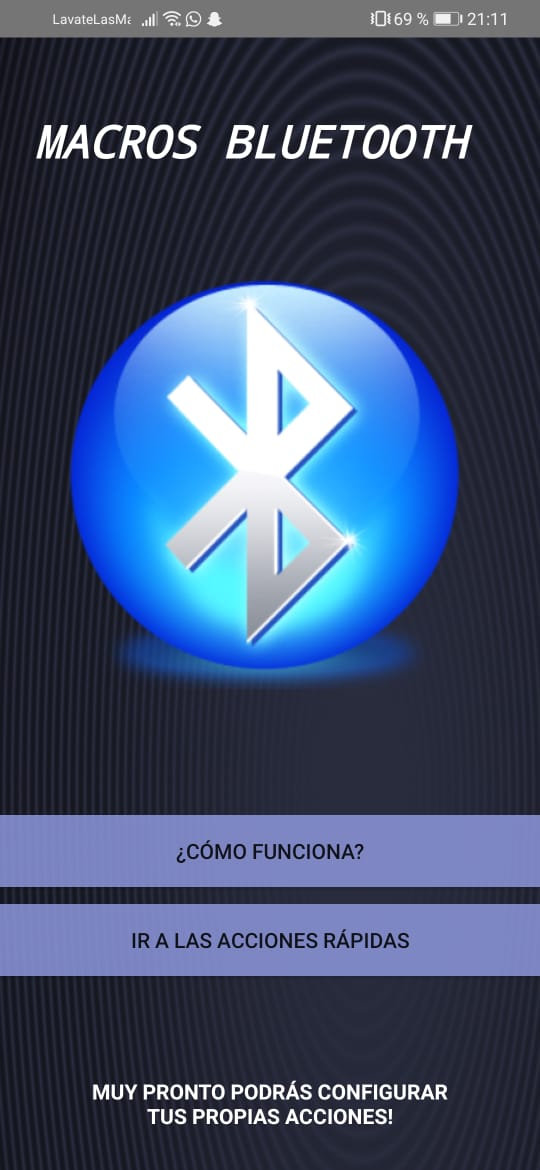 LavateLasMa
69 %
21:11
MACROS BLUETOOTH
¿CÓMO FUNCIONA?
IR A LAS ACCIONES RÁPIDAS
MUY PRONTO PODRÁS CONFIGURAR
TUS PROPIAS ACCIONES!